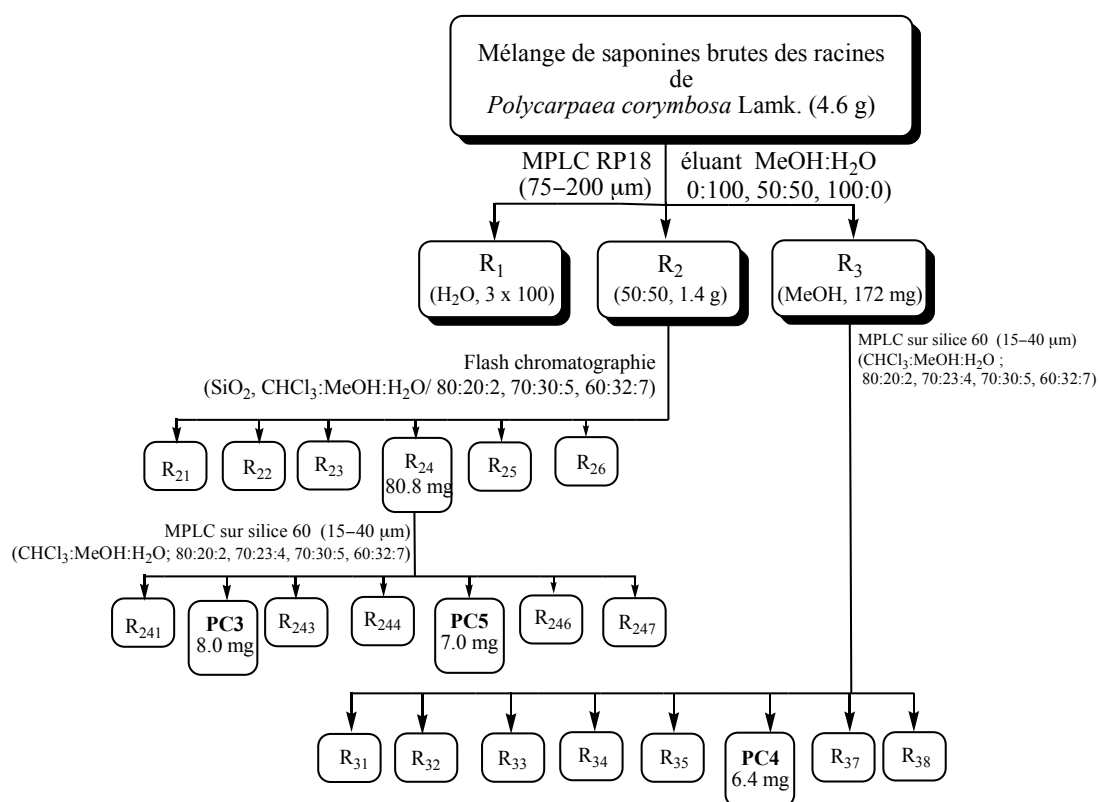 Mélange de saponines brutes des racines
de
Polycarpaea corymbosa Lamk. (4.6 g)
MPLC RP18
(75–200 µm)
éluant MeOH:H₂O
0:100, 50:50, 100:0)
R₁
(H₂O, 3 x 100)
R₂
(50:50, 1.4 g)
R₃
(MeOH, 172 mg)
MPLC sur silice 60 (15–40 µm)
(CHCl₃:MeOH:H₂O ;
80:20:2, 70:23:4, 70:30:5, 60:32:7)
Flash chromatographie
(SiO₂, CHCl₃:MeOH:H₂O/ 80:20:2, 70:30:5, 60:32:7)
R₂₁
R₂₂
R₂₃
R₂₄
80.8 mg
R₂₅
R₂₆
MPLC sur silice 60 (15–40 µm)
(CHCl₃:MeOH:H₂O; 80:20:2, 70:23:4, 70:30:5, 60:32:7)
R₂₄₁
PC3
8.0 mg
R₂₄₃
R₂₄₄
PC5
7.0 mg
R₂₄₆
R₂₄₇
R₃₁
R₃₂
R₃₃
R₃₄
R₃₅
PC4
6.4 mg
R₃₇
R₃₈